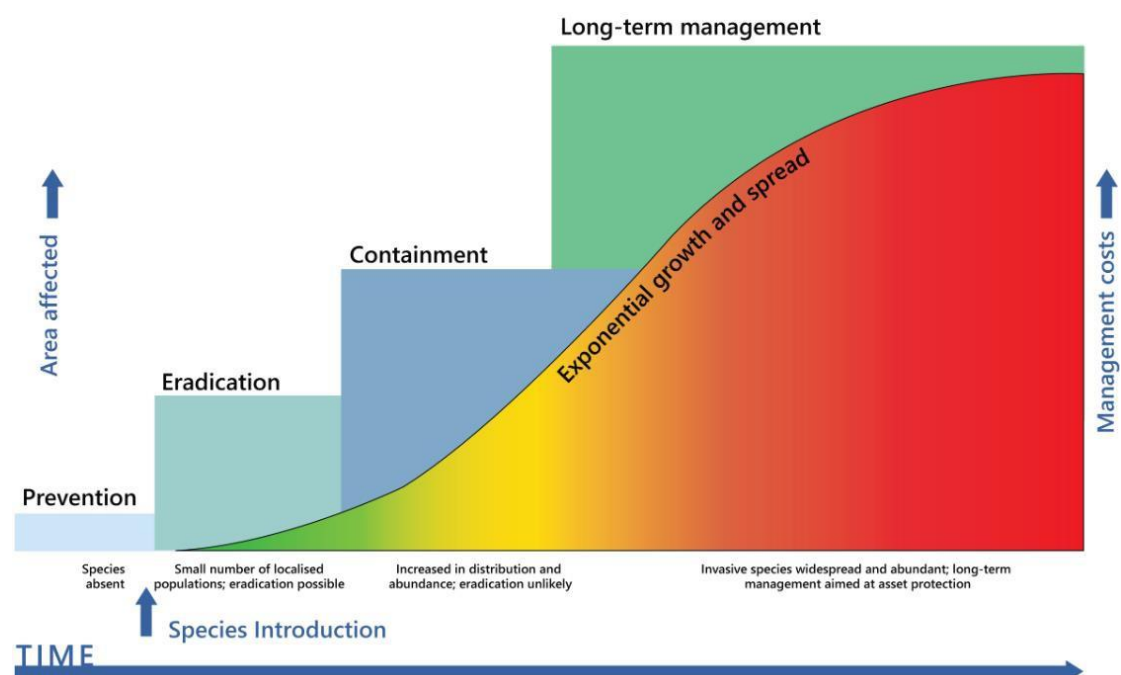 Long-term management
Containment
Eradication
Prevention
Area affected
Exponential growth and spread
Management costs
Species
absent
Small number of localised
populations; eradication possible
Increased in distribution and
abundance; eradication unlikely
Invasive species widespread and abundant; long-term
management aimed at asset protection
Species Introduction
TIME